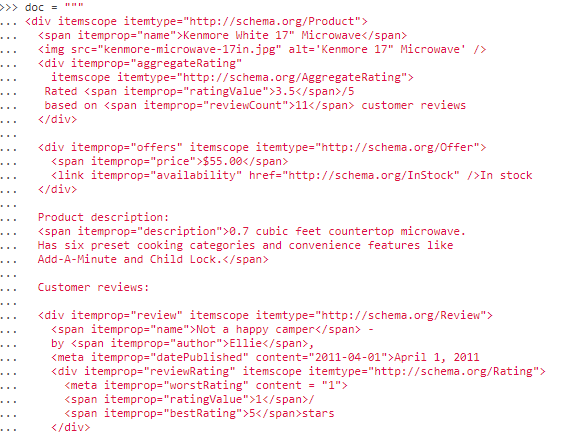 >>> doc = """
... <div itemscope itemtype="http://schema.org/Product">
...   <span itemprop="name">Kenmore White 17" Microwave</span>
...   <img src="kenmore-microwave-17in.jpg" alt='Kenmore 17" Microwave' />
...   <div itemprop="aggregateRating"
...     itemscope itemtype="http://schema.org/AggregateRating">
...    Rated <span itemprop="ratingValue">3.5</span>/5
...    based on <span itemprop="reviewCount">11</span> customer reviews
...   </div>
...
...   <div itemprop="offers" itemscope itemtype="http://schema.org/Offer">
...     <span itemprop="price">$55.00</span>
...     <link itemprop="availability" href="http://schema.org/InStock" />In stock
...   </div>
...
...   Product description:
...   <span itemprop="description">0.7 cubic feet countertop microwave.
...   Has six preset cooking categories and convenience features like
...   Add-A-Minute and Child Lock.</span>
...
...   Customer reviews:
...
...   <div itemprop="review" itemscope itemtype="http://schema.org/Review">
...     <span itemprop="name">Not a happy camper</span> -
...     by <span itemprop="author">Ellie</span>,
...     <meta itemprop="datePublished" content="2011-04-01">April 1, 2011
...     <div itemprop="reviewRating" itemscope itemtype="http://schema.org/Rating">
...       <meta itemprop="worstRating" content = "1">
...       <span itemprop="ratingValue">1</span>/
...       <span itemprop="bestRating">5</span>stars
...     </div>